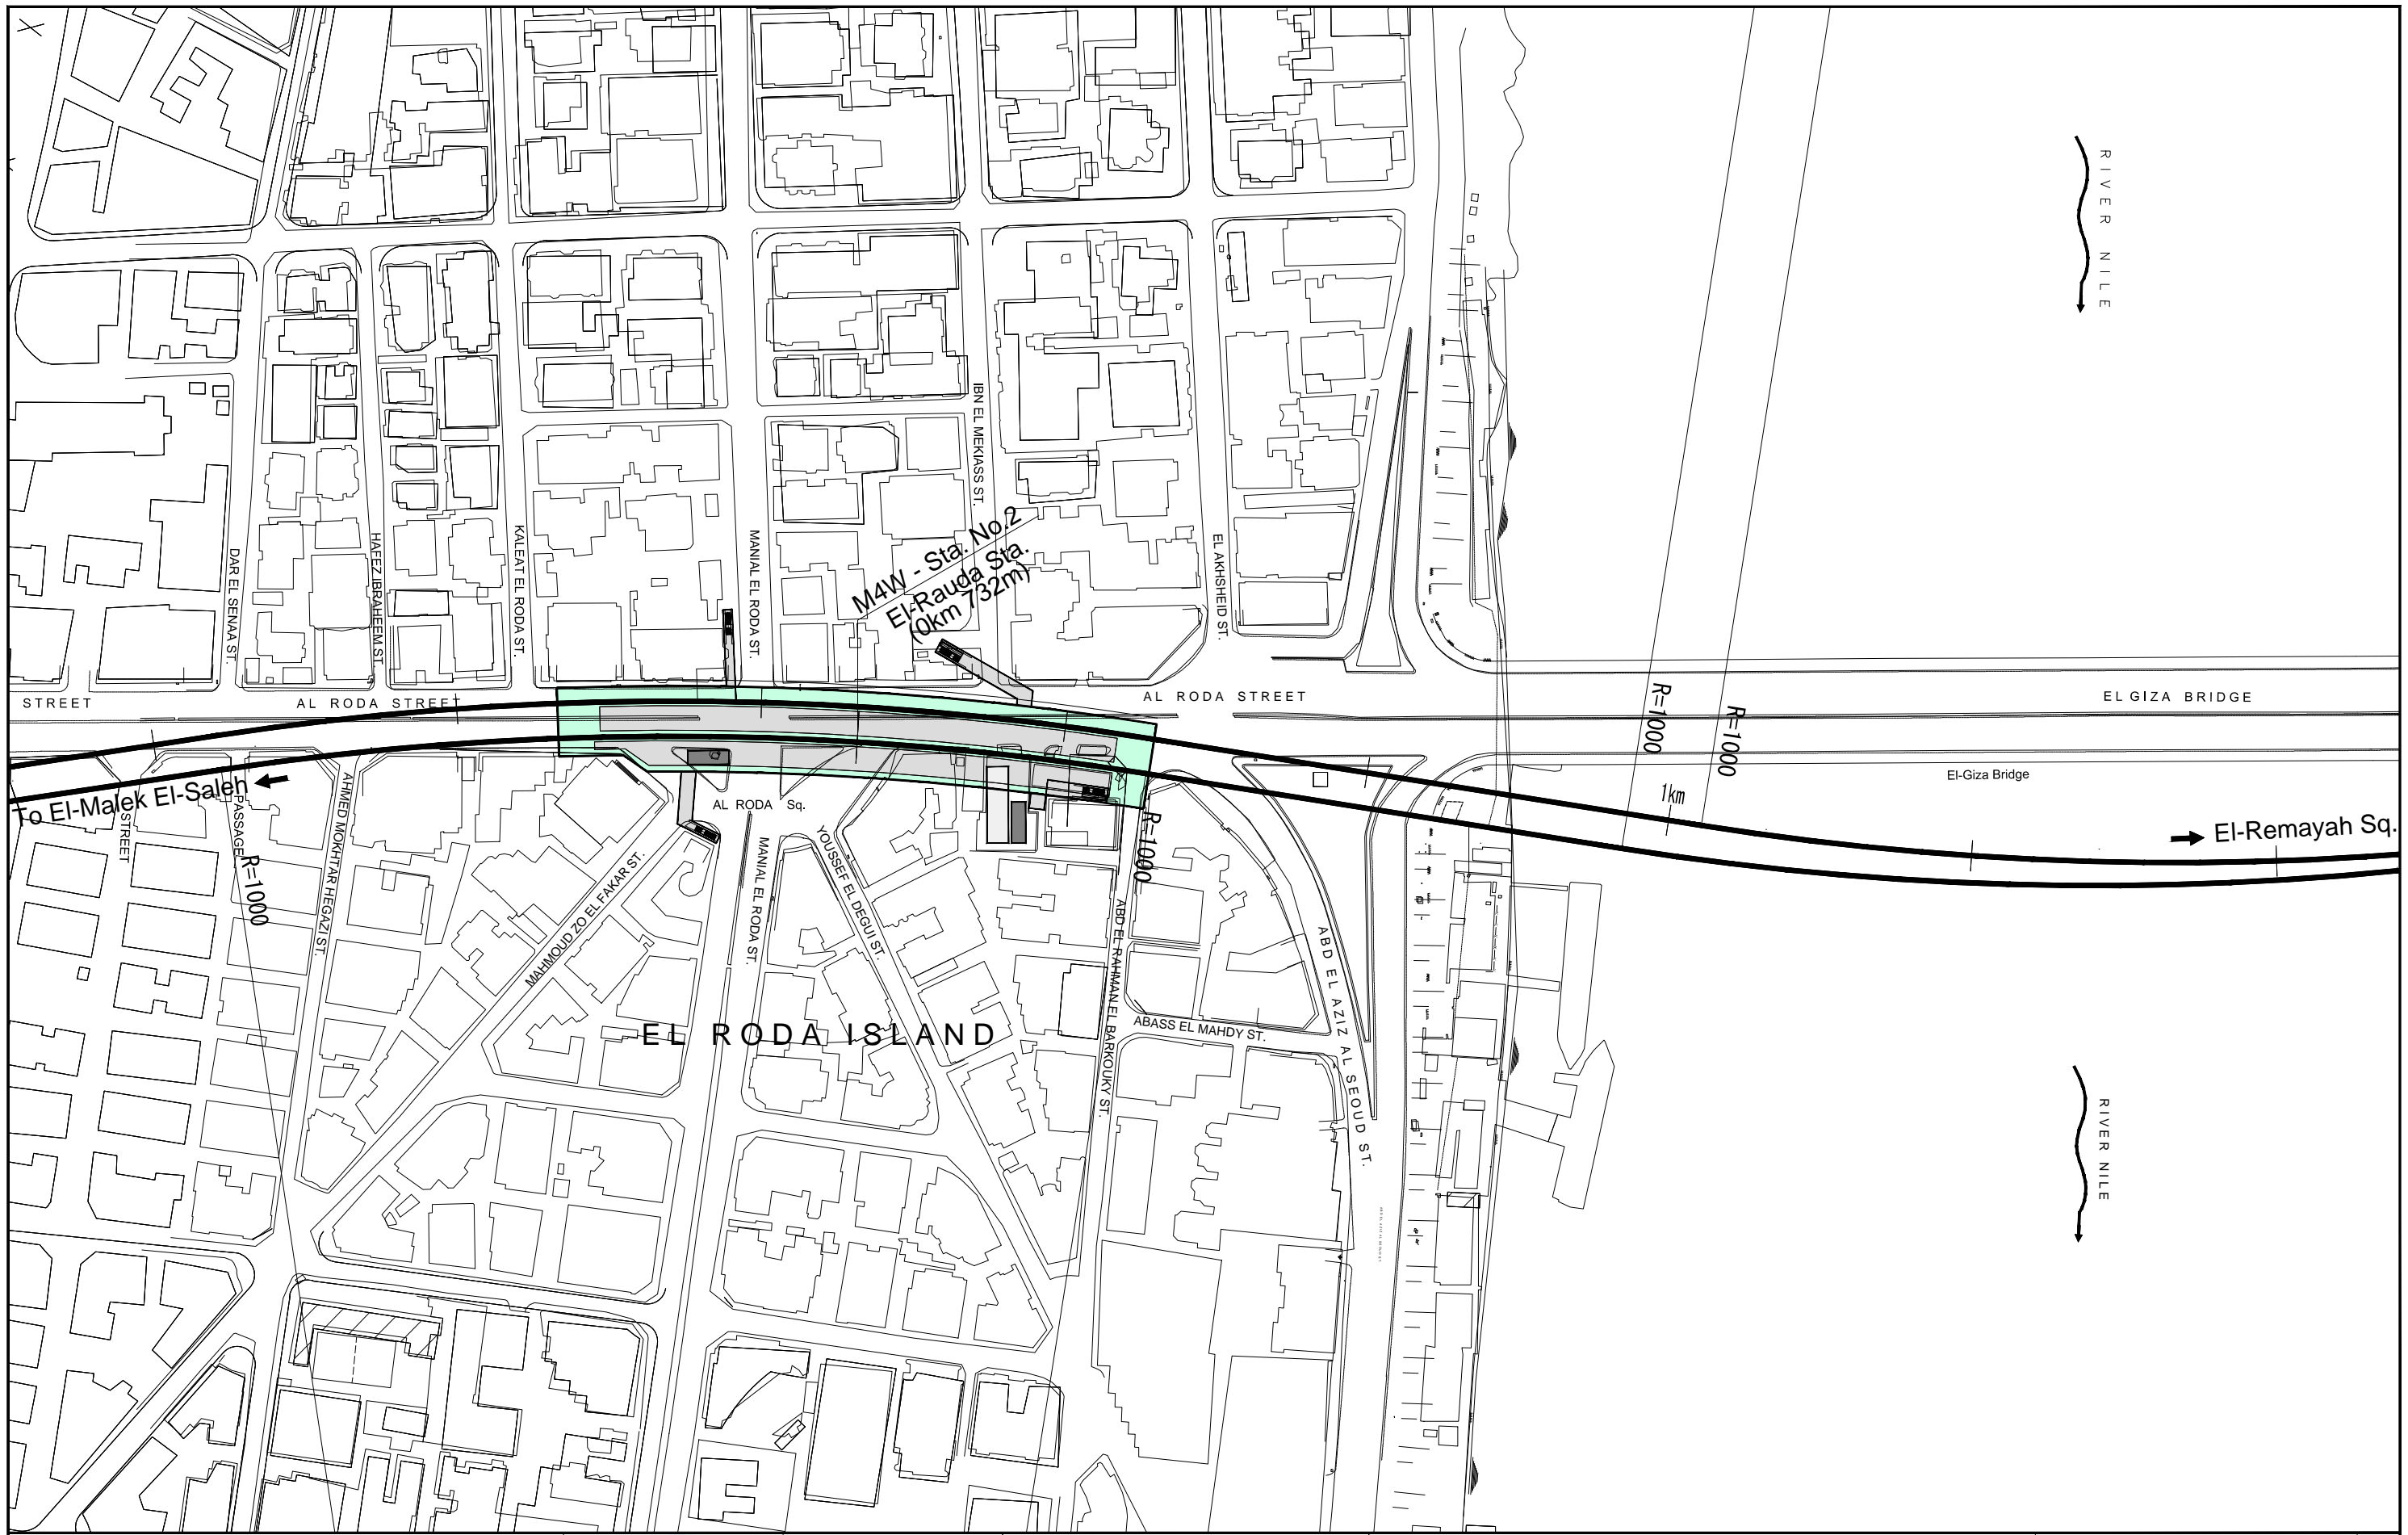 RIVER NILE
IBN EL MEKIASS ST.
M4W - Sta. No.2
El-Rauda Sta.
(0km 732m)
DAR EL SENAA ST.
HAFEZ IBRAHEEM ST.
KALEAT EL RODA ST.
MANIAL EL RODA ST.
EL AKHSHEID ST.
STREET
AL RODA STREET
AL RODA STREET
EL GIZA BRIDGE
R=1000
R=1000
El-Giza Bridge
1km
To El-Malek El-Saleh
El-Remayah Sq.
AL RODA Sq.
STREET
PASSAGE
R=1000
AHMED MOKHTAR HEGAZI ST.
MAHMOUD ZO EL FAKAR ST.
MANIAL EL RODA ST.
YOUSSEF EL DEGUI ST.
R=1000
ABD EL RAHMAN EL BARKOUKY ST.
ABD EL AZIZ AL SEOUD ST.
ABASS EL MAHDY ST.
EL RODA ISLAND
RIVER NILE